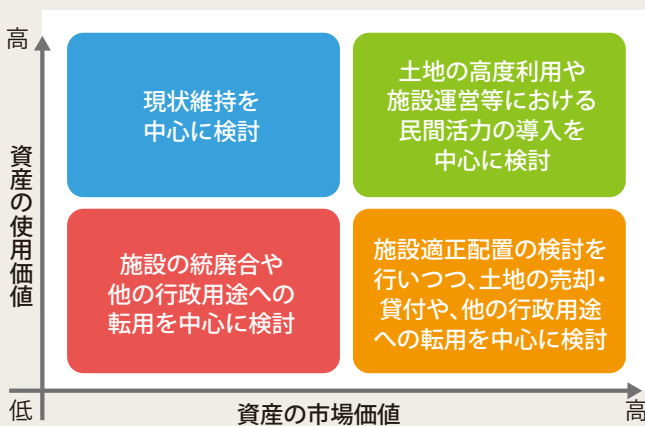 高
資産の使用価値
現状維持を
中心に検討
土地の高度利用や
施設運営等における
民間活力の導入を
中心に検討
施設の統廃合や
他の行政用途への
転用を中心に検討
施設適正配置の検討を
行いつつ、土地の売却・
貸付や、他の行政用途
への転用を中心に検討
低
資産の市場価値
高